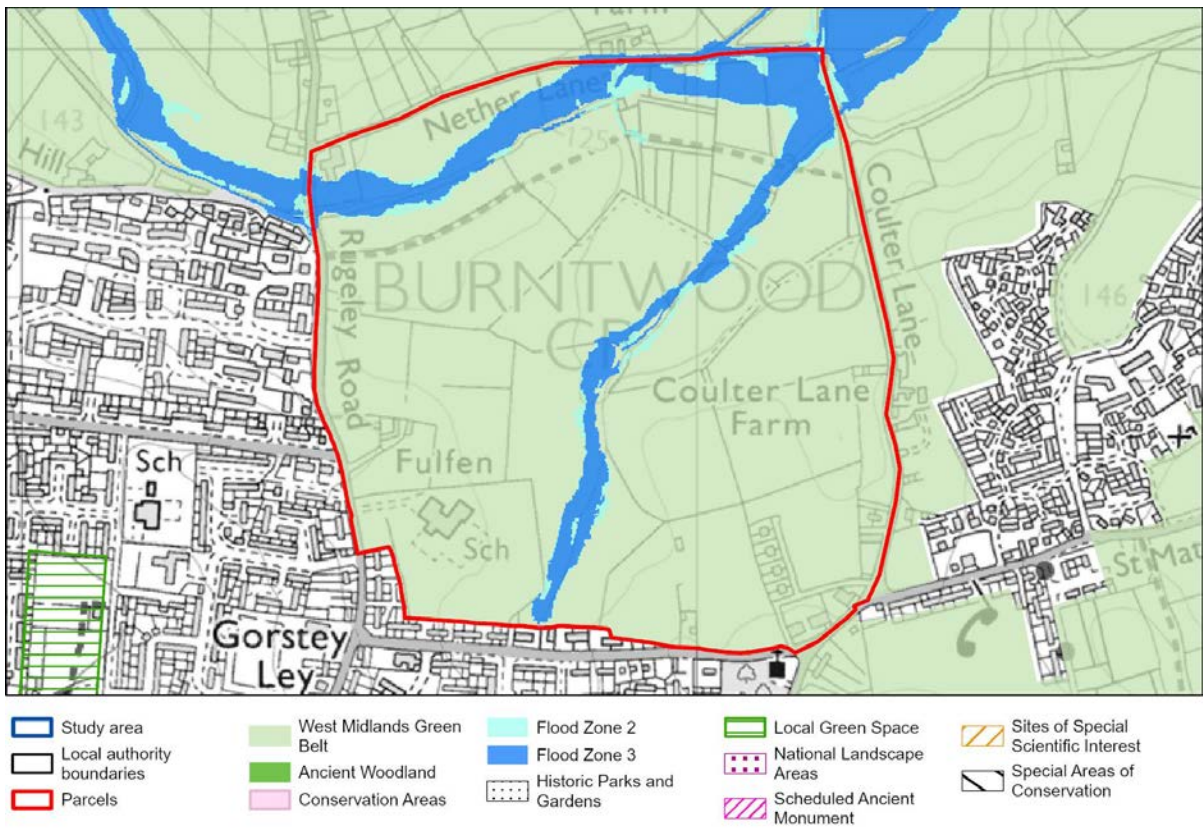 Farm
143
Hill
Nether Lane
125
Rugeley Road
BURNTWOOD
CP
Coulter Lane
146
Coulter Lane
Farm
Sch
Fulfen
Sch
Gorstey
Ley
St Mat
Study area
Local authority
boundaries
Parcels
West Midlands Green
Belt
Ancient Woodland
Conservation Areas
Flood Zone 2
Flood Zone 3
Historic Parks and
Gardens
Local Green Space
National Landscape
Areas
Scheduled Ancient
Monument
Sites of Special
Scientific Interest
Special Areas of
Conservation